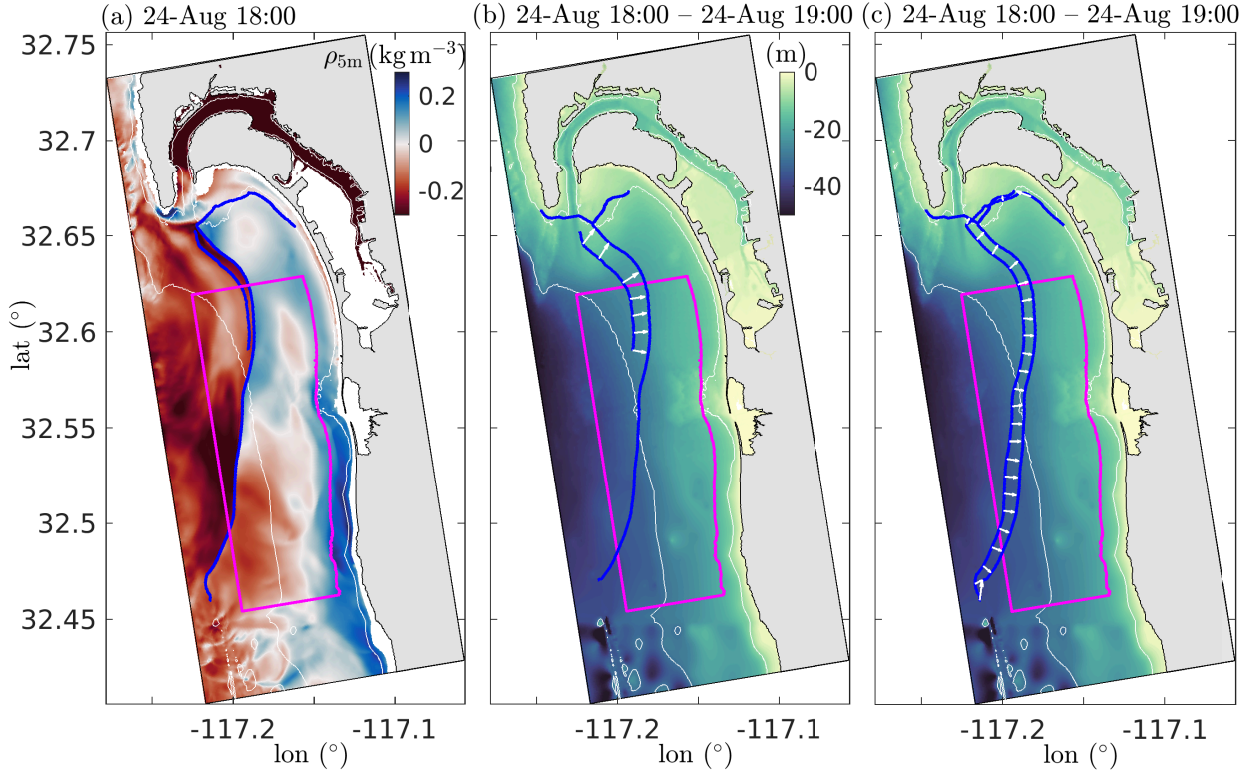 (a) 24-Aug 18:00
(b) 24-Aug 18:00 – 24-Aug 19:00
(c) 24-Aug 18:00 – 24-Aug 19:00
ρ5m (kg m−3)
0.2
0
-0.2
(m)
0
-20
-40
32.75
32.7
32.65
32.6
32.55
32.5
32.45
lat (°)
-117.2
-117.1
-117.2
-117.1
-117.2
-117.1
lon (°)
lon (°)
lon (°)